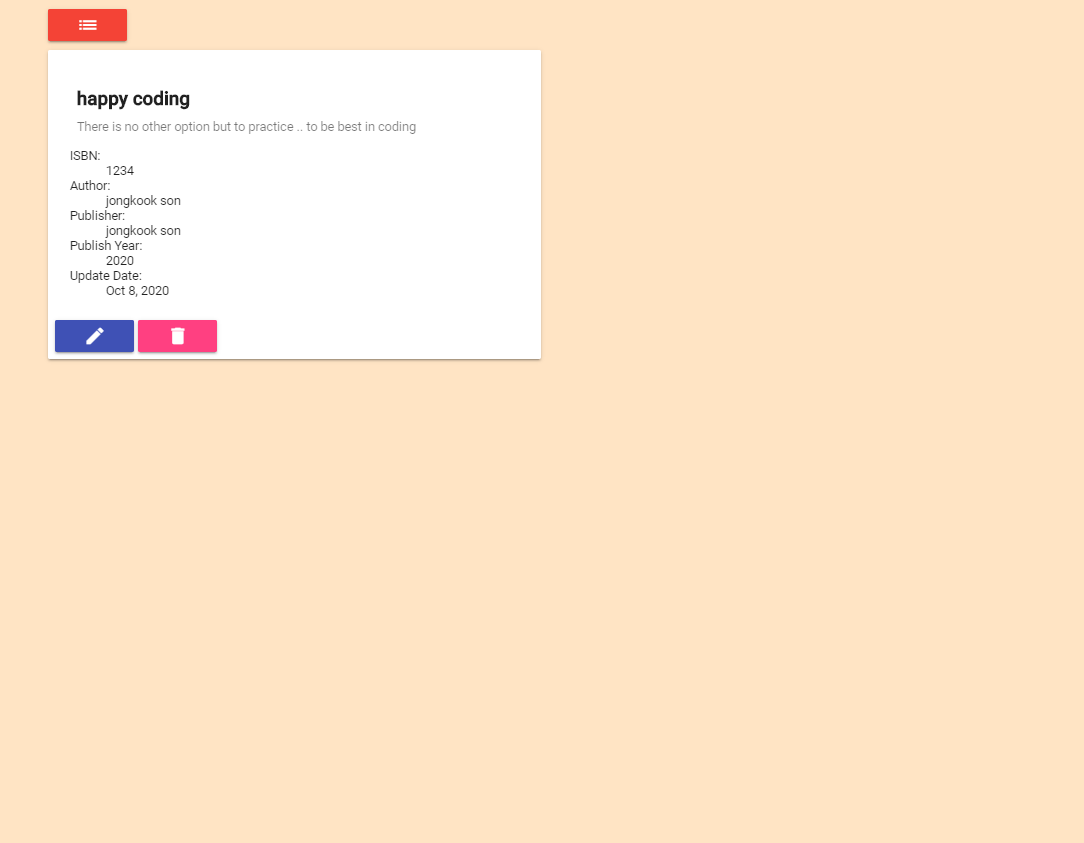 happy coding
There is no other option but to practice .. to be best in coding
ISBN:
1234
Author:
jongkook son
Publisher:
jongkook son
Publish Year:
2020
Update Date:
Oct 8, 2020